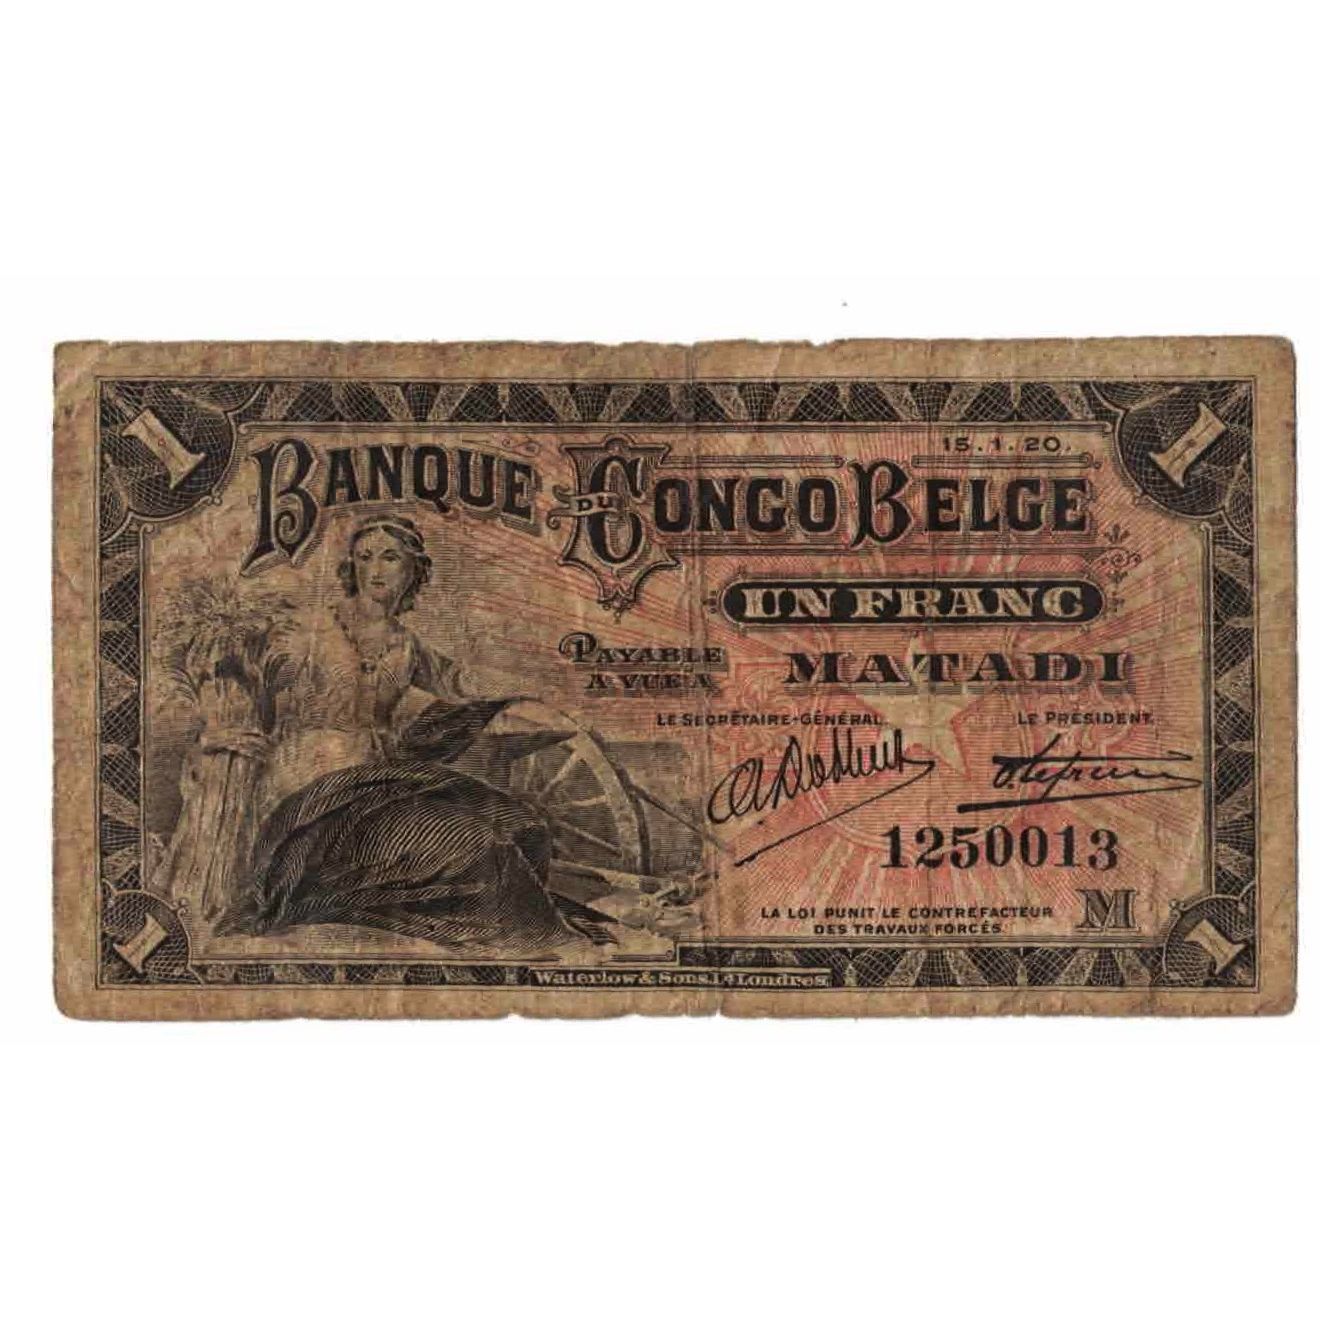 1 1
15.1.20.
BANQUE DU CONGO BELGE
UN FRANC
PAYABLE
A VUE A
MATADI
LE SECRÉTAIRE-GÉNÉRAL.
LE PRÉSIDENT.
1250013
LA LOI PUNIT LE CONTREFACTEUR
DES TRAVAUX FORCÉS.
M
1 1
Waterlow & Sons Ld Londres.